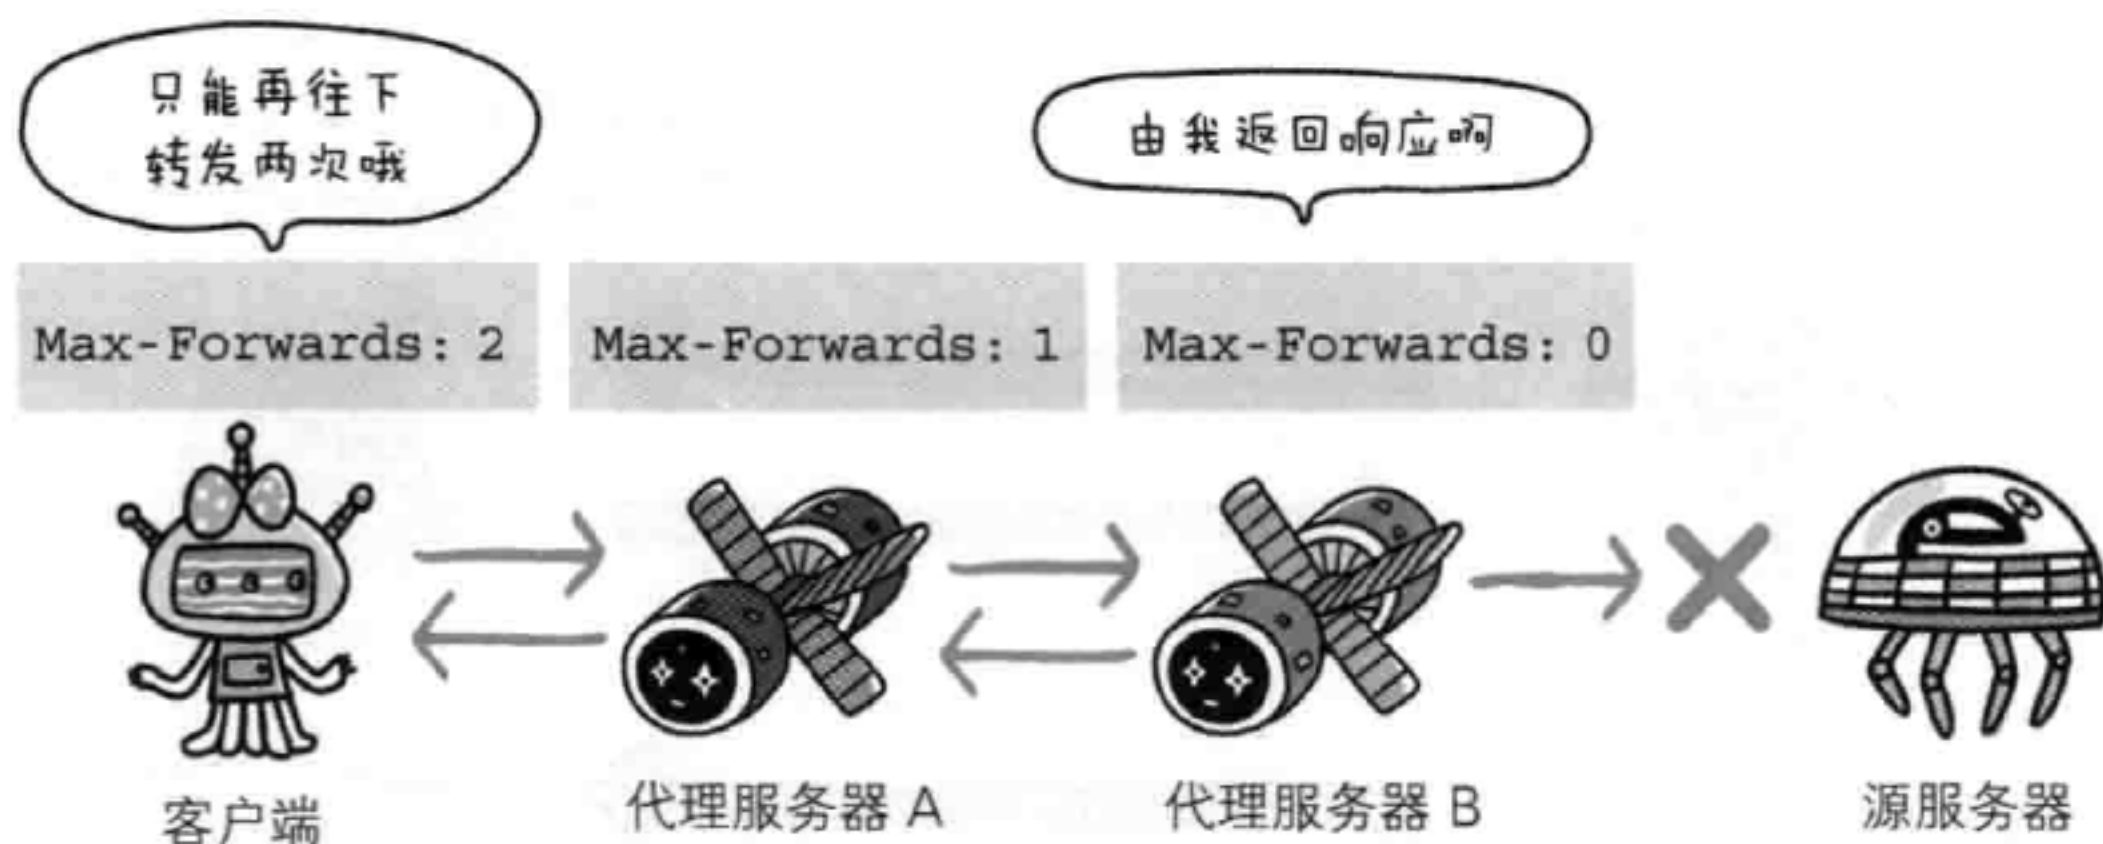 只能再往下
转发两次哦
由我返回响应啊
Max-Forwards: 2
Max-Forwards: 1
Max-Forwards: 0
客户端
代理服务器 A
代理服务器 B
源服务器